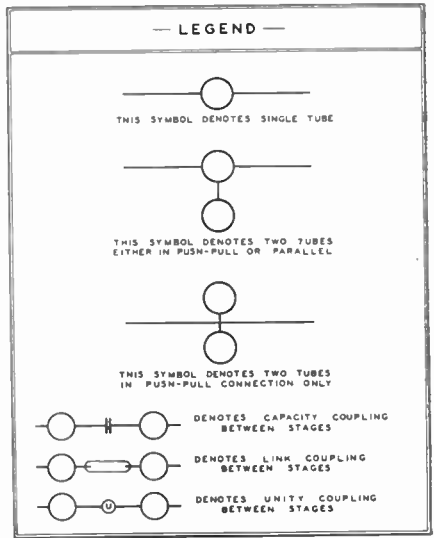 — LEGEND —
THIS SYMBOL DENOTES SINGLE TUBE
THIS SYMBOL DENOTES TWO TUBES
EITHER IN PUSH-PULL OR PARALLEL
THIS SYMBOL DENOTES TWO TUBES
IN PUSH-PULL CONNECTION ONLY
DENOTES CAPACITY COUPLING
BETWEEN STAGES
DENOTES LINK COUPLING
BETWEEN STAGES
U
DENOTES UNITY COUPLING
BETWEEN STAGES